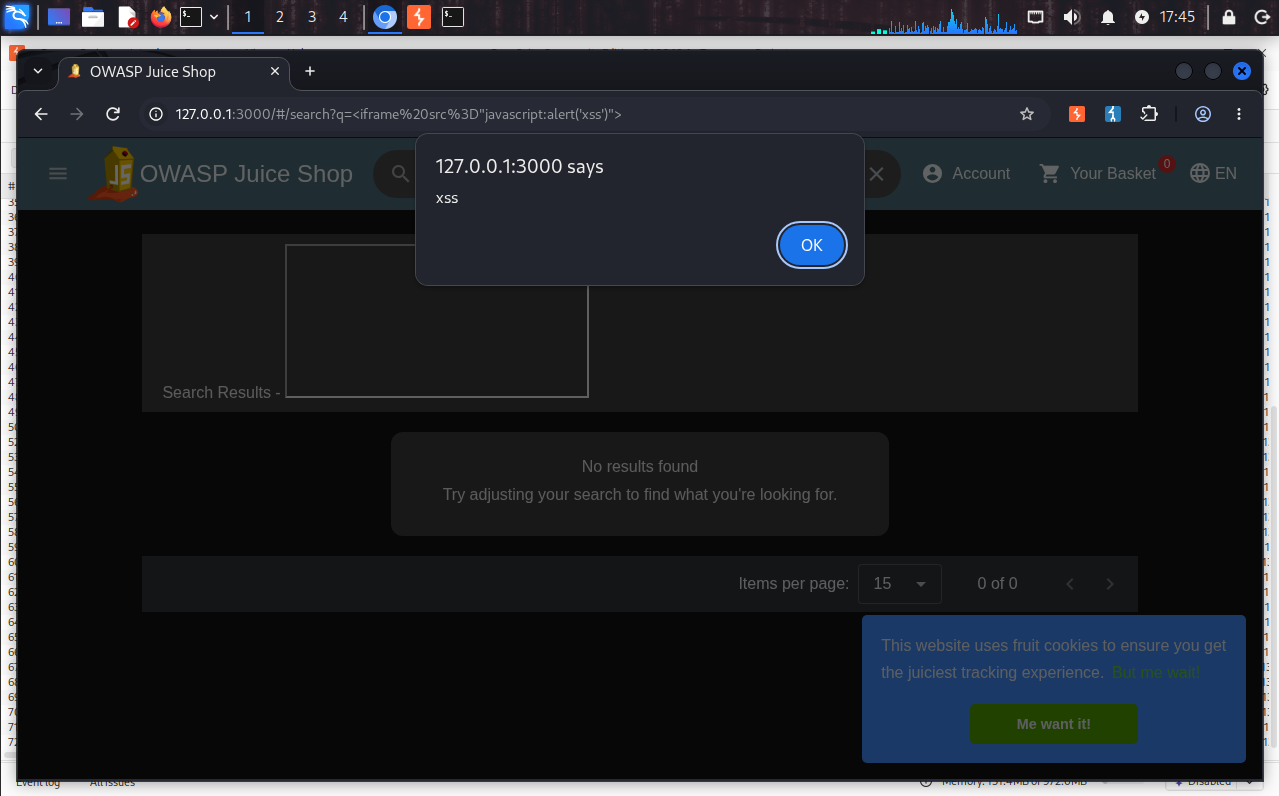 1 2 3 4 17:45
OWASP Juice Shop
127.0.0.1:3000/#/search?q=<iframe%20src%3D"javascript:alert('xss')">
127.0.0.1:3000 says
xss
OK
OWASP Juice Shop
Account
Your Basket
0
EN
Search Results -
No results found
Try adjusting your search to find what you're looking for.
Items per page: 15 0 of 0
This website uses fruit cookies to ensure you get
the juiciest tracking experience. But me wait!
Me want it!
Event log All issues
Disabled